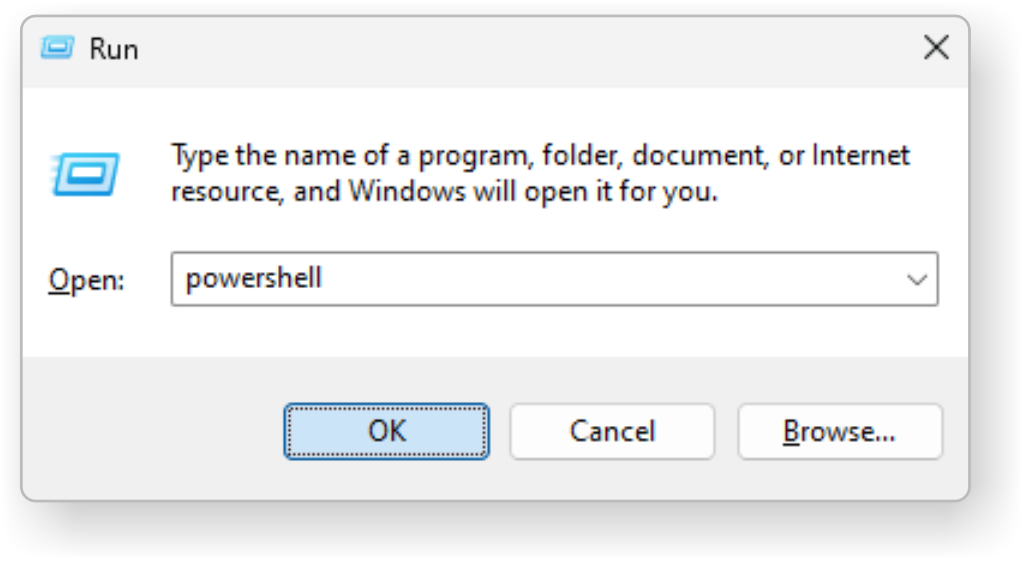 Run
Type the name of a program, folder, document, or Internet
resource, and Windows will open it for you.
Open: powershell
OK Cancel Browse...